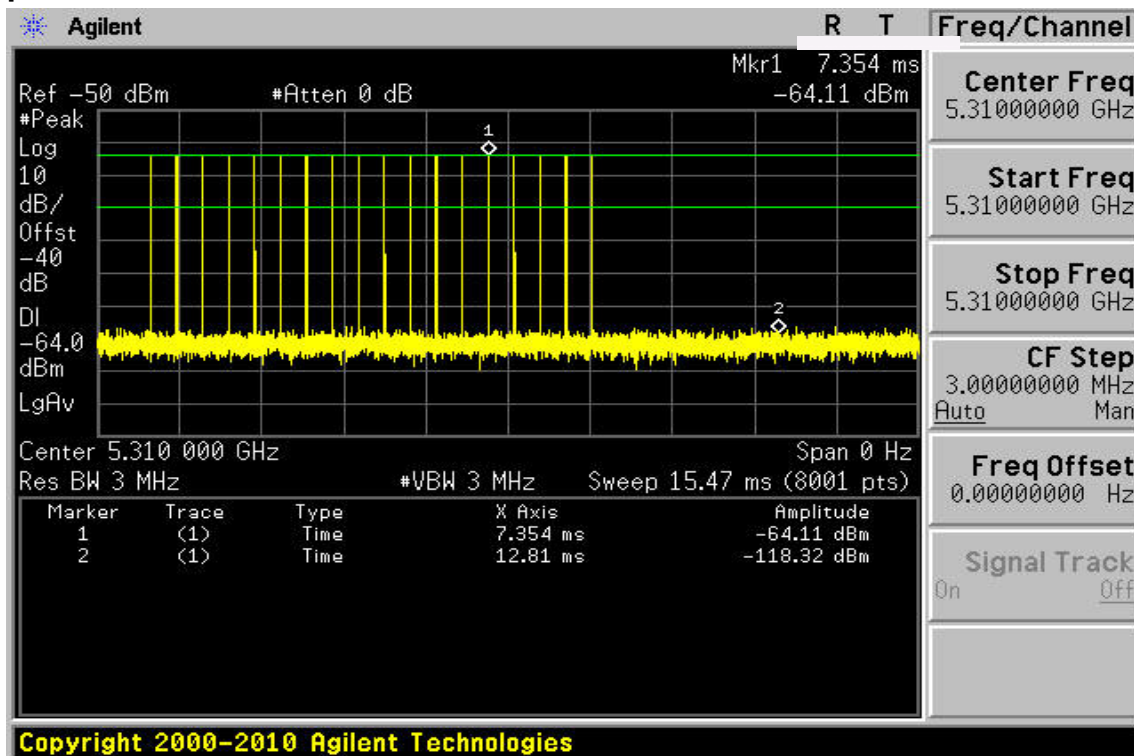 Agilent R T Freq/Channel
Mkr1 7.354 ms
Ref -50 dBm #Atten 0 dB -64.11 dBm
#Peak
Log
10
dB/
Offst
-40
dB
DI
-64.0
dBm
LgAv
1
2
Center 5.310 000 GHz Span 0 Hz
Res BW 3 MHz #VBW 3 MHz Sweep 15.47 ms (8001 pts)
Marker Trace Type X Axis Amplitude
1 (1) Time 7.354 ms -64.11 dBm
2 (1) Time 12.81 ms -118.32 dBm
Center Freq
5.31000000 GHz
Start Freq
5.31000000 GHz
Stop Freq
5.31000000 GHz
CF Step
3.00000000 MHz
Auto Man
Freq Offset
0.00000000 Hz
Signal Track
On Off
Copyright 2000-2010 Agilent Technologies